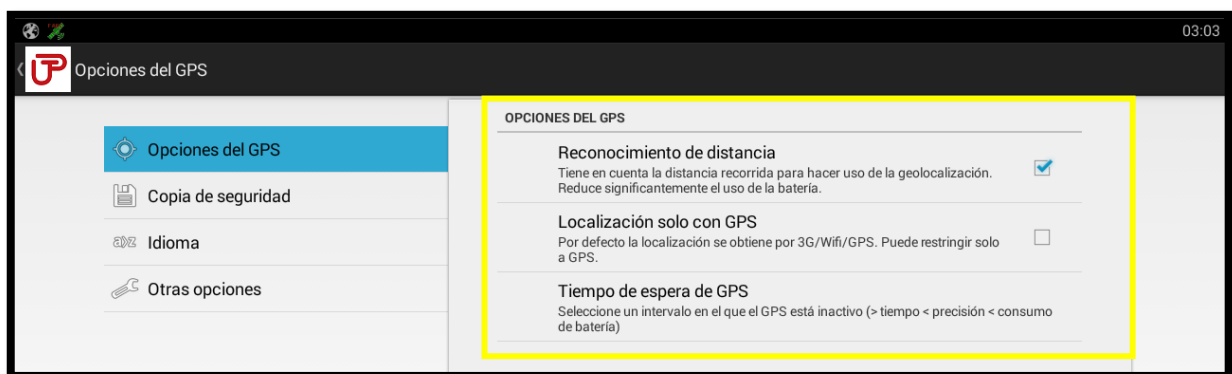 03:03
Opciones del GPS
Opciones del GPS
Copia de seguridad
Idioma
Otras opciones
OPCIONES DEL GPS
Reconocimiento de distancia
Tiene en cuenta la distancia recorrida para hacer uso de la geolocalización.
Reduce significantemente el uso de la batería.
Localización solo con GPS
Por defecto la localización se obtiene por 3G/Wifi/GPS. Puede restringir solo
a GPS.
Tiempo de espera de GPS
Seleccione un intervalo en el que el GPS está inactivo (> tiempo < precisión < consumo
de batería)